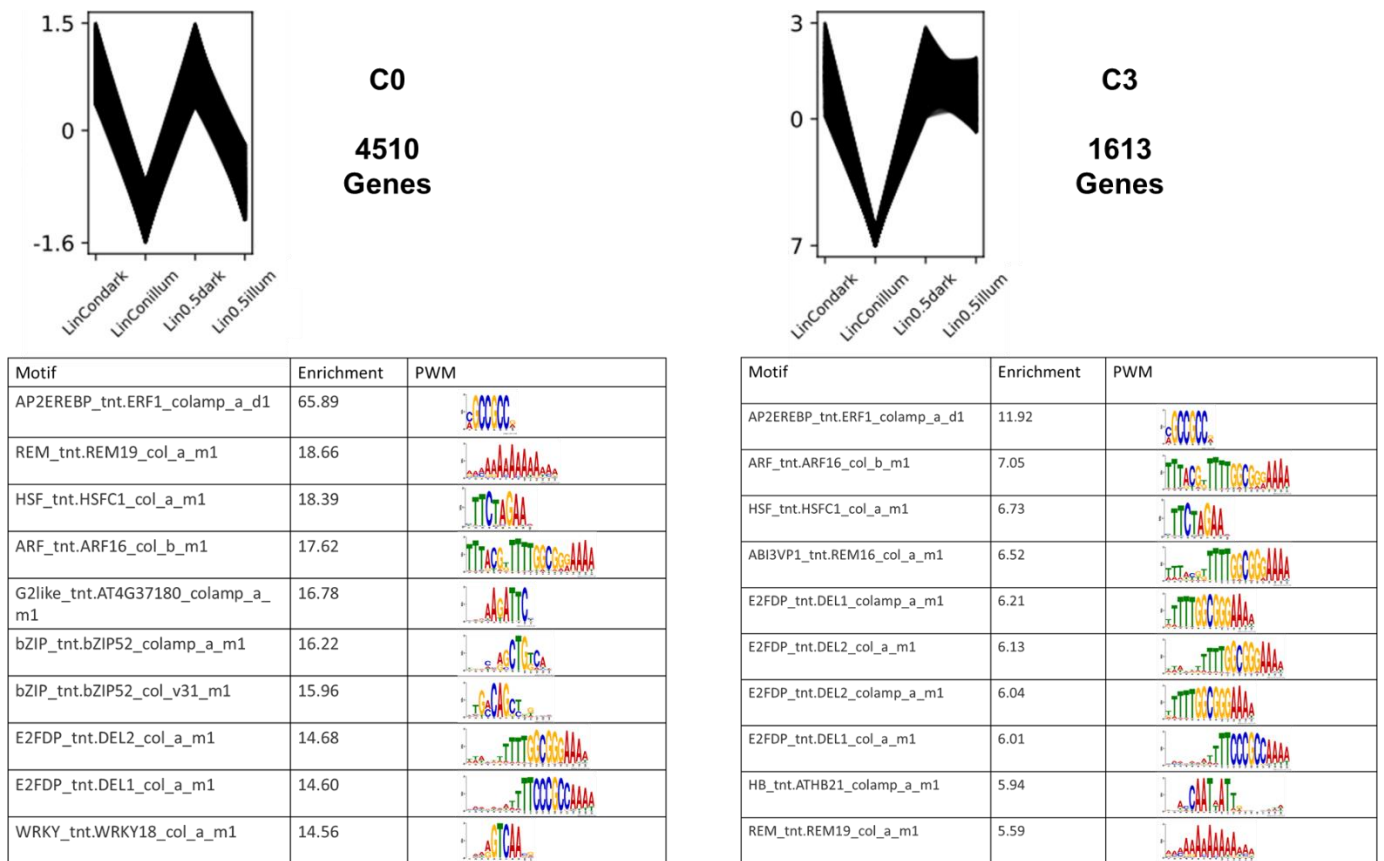 1.5
0
-1.6
LinCondark
LinConillum
Lin0.5dark
Lin0.5illum
C0
4510
Genes
3
0
7
LinCondark
LinConillum
Lin0.5dark
Lin0.5illum
C3
1613
Genes
Motif Enrichment PWM
AP2EREBP_tnt.ERF1_colamp_a_d1 65.89
REM_tnt.REM19_col_a_m1 18.66
HSF_tnt.HSFC1_col_a_m1 18.39
ARF_tnt.ARF16_col_b_m1 17.62
G2like_tnt.AT4G37180_colamp_a_ 16.78
m1
bZIP_tnt.bZIP52_colamp_a_m1 16.22
bZIP_tnt.bZIP52_col_v31_m1 15.96
E2FDP_tnt.DEL2_col_a_m1 14.68
E2FDP_tnt.DEL1_col_a_m1 14.60
WRKY_tnt.WRKY18_col_a_m1 14.56
Motif Enrichment PWM
AP2EREBP_tnt.ERF1_colamp_a_d1 11.92
ARF_tnt.ARF16_col_b_m1 7.05
HSF_tnt.HSFC1_col_a_m1 6.73
ABI3VP1_tnt.REM16_col_a_m1 6.52
E2FDP_tnt.DEL1_colamp_a_m1 6.21
E2FDP_tnt.DEL2_col_a_m1 6.13
E2FDP_tnt.DEL2_colamp_a_m1 6.04
E2FDP_tnt.DEL1_col_a_m1 6.01
HB_tnt.ATHB21_colamp_a_m1 5.94
REM_tnt.REM19_col_a_m1 5.59